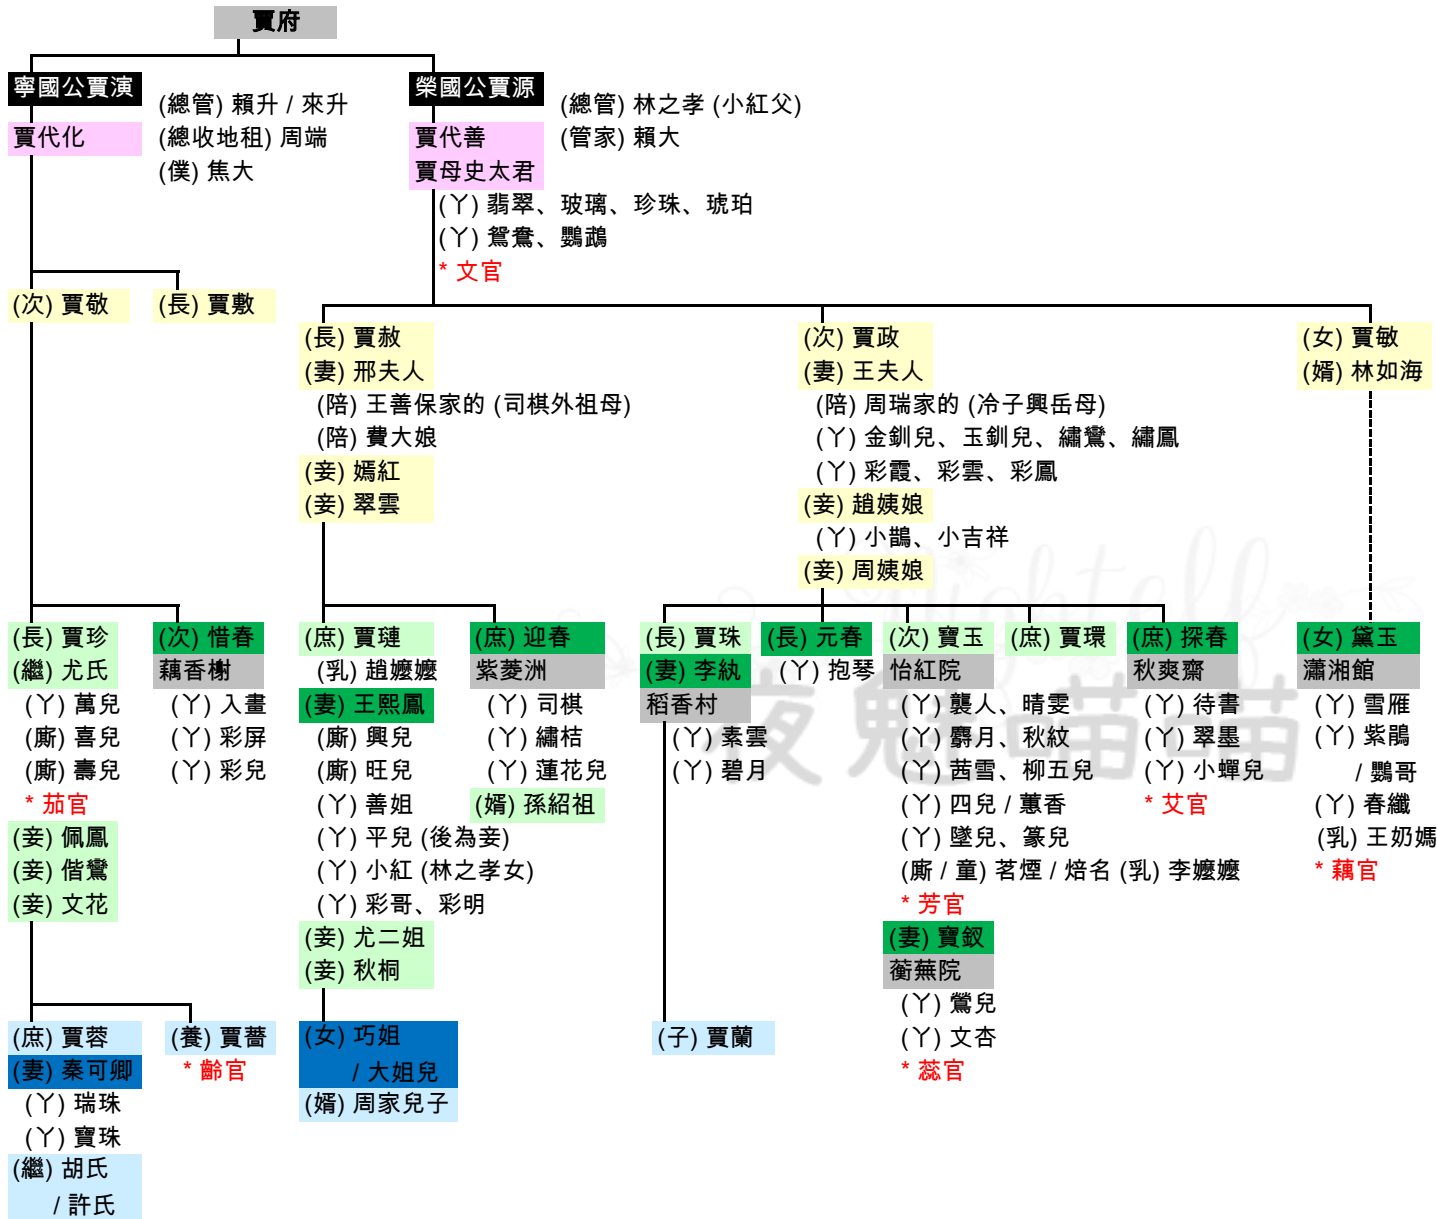 賈府
寧國公賈演
(總管) 賴升 / 來升
賈代化
(總收地租) 周端
(僕) 焦大
榮國公賈源
(總管) 林之孝 (小紅父)
賈代善
(管家) 賴大
賈母史太君
(丫) 翡翠、玻璃、珍珠、琥珀
(丫) 鴛鴦、鸚鵡
* 文官
(次) 賈敬
(長) 賈敷
(長) 賈赦
(妻) 邢夫人
(陪) 王善保家的 (司棋外祖母)
(陪) 費大娘
(妾) 嫣紅
(妾) 翠雲
(次) 賈政
(妻) 王夫人
(陪) 周瑞家的 (冷子興岳母)
(丫) 金釧兒、玉釧兒、繡鸞、繡鳳
(丫) 彩霞、彩雲、彩鳳
(妾) 趙姨娘
(丫) 小鵲、小吉祥
(妾) 周姨娘
(女) 賈敏
(婿) 林如海
(長) 賈珍
(繼) 尤氏
(丫) 萬兒
(廝) 喜兒
(廝) 壽兒
* 茄官
(妾) 佩鳳
(妾) 偕鸞
(妾) 文花
(次) 惜春
藕香榭
(丫) 入畫
(丫) 彩屏
(丫) 彩兒
(庶) 賈璉
(乳) 趙嬤嬤
(妻) 王熙鳳
(廝) 興兒
(廝) 旺兒
(丫) 善姐
(丫) 平兒 (後為妾)
(丫) 小紅 (林之孝女)
(丫) 彩哥、彩明
(妾) 尤二姐
(妾) 秋桐
(庶) 迎春
紫菱洲
(丫) 司棋
(丫) 繡桔
(丫) 蓮花兒
(婿) 孫紹祖
(長) 賈珠
(妻) 李紈
稻香村
(丫) 素雲
(丫) 碧月
(長) 元春
(丫) 抱琴
(次) 寶玉
怡紅院
(丫) 襲人、晴雯
(丫) 麝月、秋紋
(丫) 茜雪、柳五兒
(丫) 四兒 / 蕙香
(丫) 墜兒、篆兒
(廝 / 童) 茗煙 / 焙名 (乳) 李嬤嬤
* 芳官
(妻) 寶釵
蘅蕪院
(丫) 鶯兒
(丫) 文杏
* 蕊官
(庶) 賈環
(庶) 探春
秋爽齋
(丫) 待書
(丫) 翠墨
(丫) 小蟬兒
* 艾官
(女) 黛玉
瀟湘館
(丫) 雪雁
(丫) 紫鵑
/ 鸚哥
(丫) 春纖
(乳) 王奶媽
* 藕官
(庶) 賈蓉
(妻) 秦可卿
(丫) 瑞珠
(丫) 寶珠
(繼) 胡氏
/ 許氏
(養) 賈薔
* 齡官
(女) 巧姐
/ 大姐兒
(婿) 周家兒子
(子) 賈蘭
Nightelf
夜魅喵喵